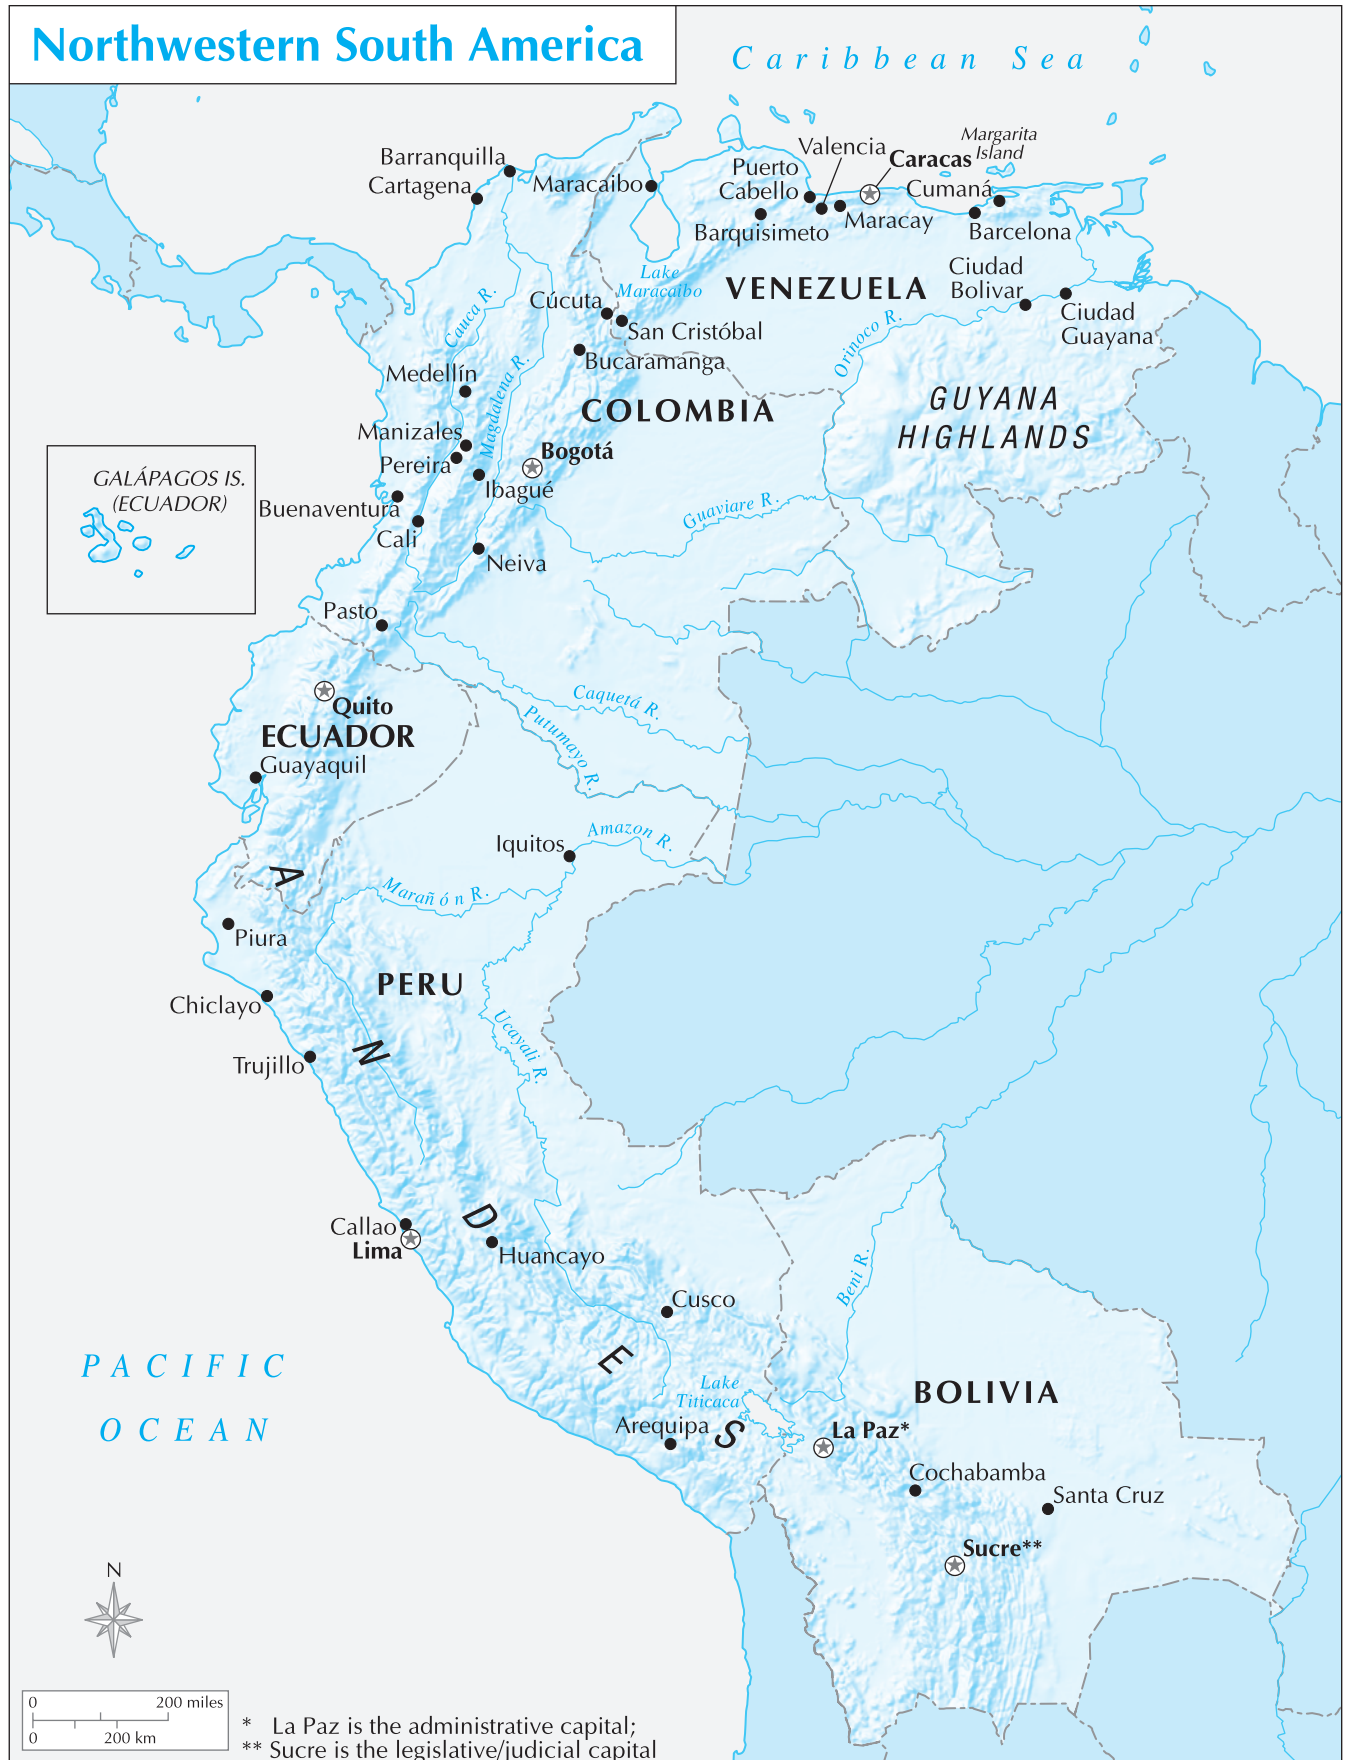 Northwestern South America
Caribbean Sea
Margarita
Island
Valencia
Caracas
Barranquilla
Puerto
Cabello
Cartagena
Maracaibo
Cumaná
Maracay
Barquisimeto
Barcelona
Lake
Maracaibo
VENEZUELA
Ciudad
Bolivar
Cúcuta
Cauca R.
Ciudad
Guayana
San Cristóbal
Orinoco R.
Bucaramanga
Medellín
Magdalena R.
COLOMBIA
GUYANA
HIGHLANDS
Manizales
Bogotá
Pereira
GALÁPAGOS IS.
(ECUADOR)
Ibagué
Buenaventura
Guaviare R.
Cali
Neiva
Pasto
Quito
Caquetá R.
Putumayo R.
ECUADOR
Guayaquil
Iquitos
Amazon R.
Marañón R.
Piura
PERU
Chiclayo
Ucayali R.
Trujillo
ANDES
Callao
Lima
Huancayo
Beni R.
Cusco
PACIFIC
OCEAN
Lake
Titicaca
BOLIVIA
Arequipa
La Paz*
Cochabamba
Santa Cruz
Sucre**
N
0 200 miles
0 200 km
* La Paz is the administrative capital;
** Sucre is the legislative/judicial capital